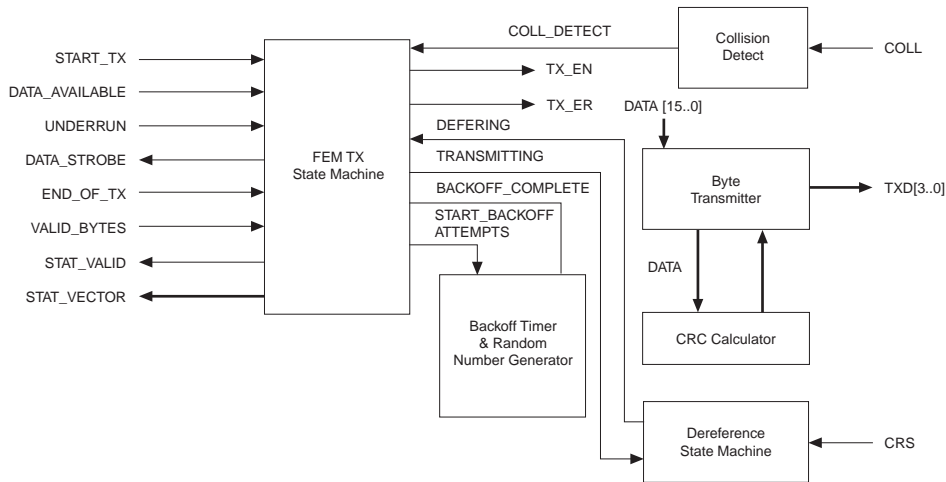 START_TX
DATA_AVAILABLE
UNDERRUN
DATA_STROBE
END_OF_TX
VALID_BYTES
STAT_VALID
STAT_VECTOR
FEM TX
State Machine
COLL_DETECT
TX_EN
TX_ER
DEFERING
TRANSMITTING
BACKOFF_COMPLETE
START_BACKOFF
ATTEMPTS
Backoff Timer
& Random
Number Generator
Collision
Detect
COLL
DATA [15..0]
Byte
Transmitter
TXD[3..0]
DATA
CRC Calculator
Dereference
State Machine
CRS